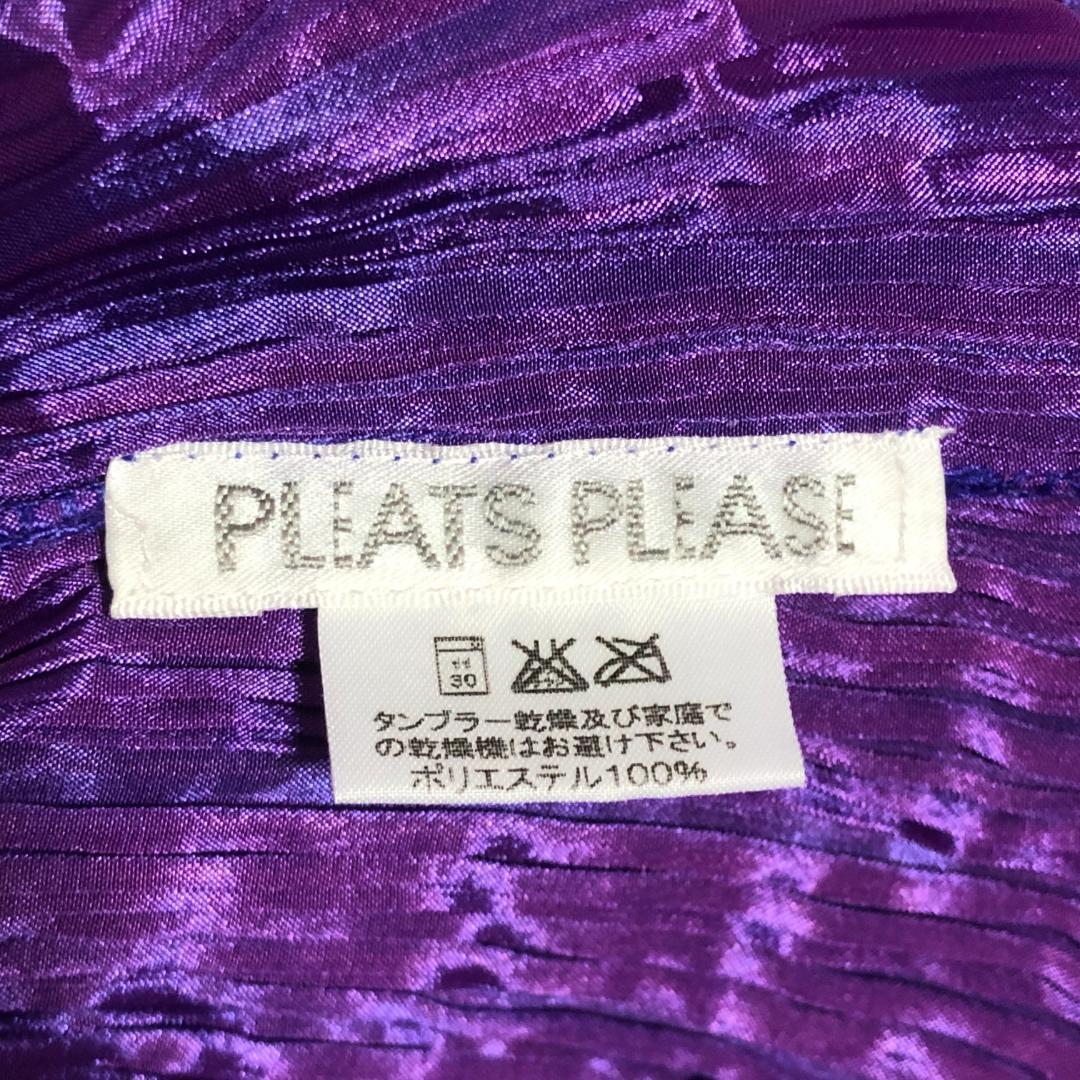 PLEATS PLEASE
弱
30
タンブラー乾燥及び家庭で
の乾燥機はお避け下さい。
ポリエステル100%